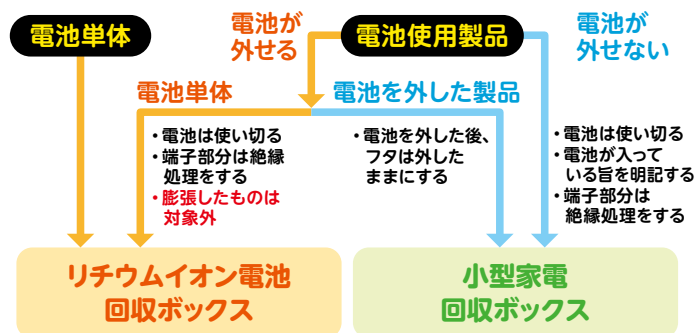 電池単体
電池が
外せる
電池使用製品
電池が
外せない
電池単体
電池を外した製品
・電池は使い切る
・端子部分は絶縁
処理をする
・膨張したものは
対象外
・電池を外した後、
フタは外した
ままにする
・電池は使い切る
・電池が入って
いる旨を明記する
・端子部分は
絶縁処理をする
リチウムイオン電池
回収ボックス
小型家電
回収ボックス